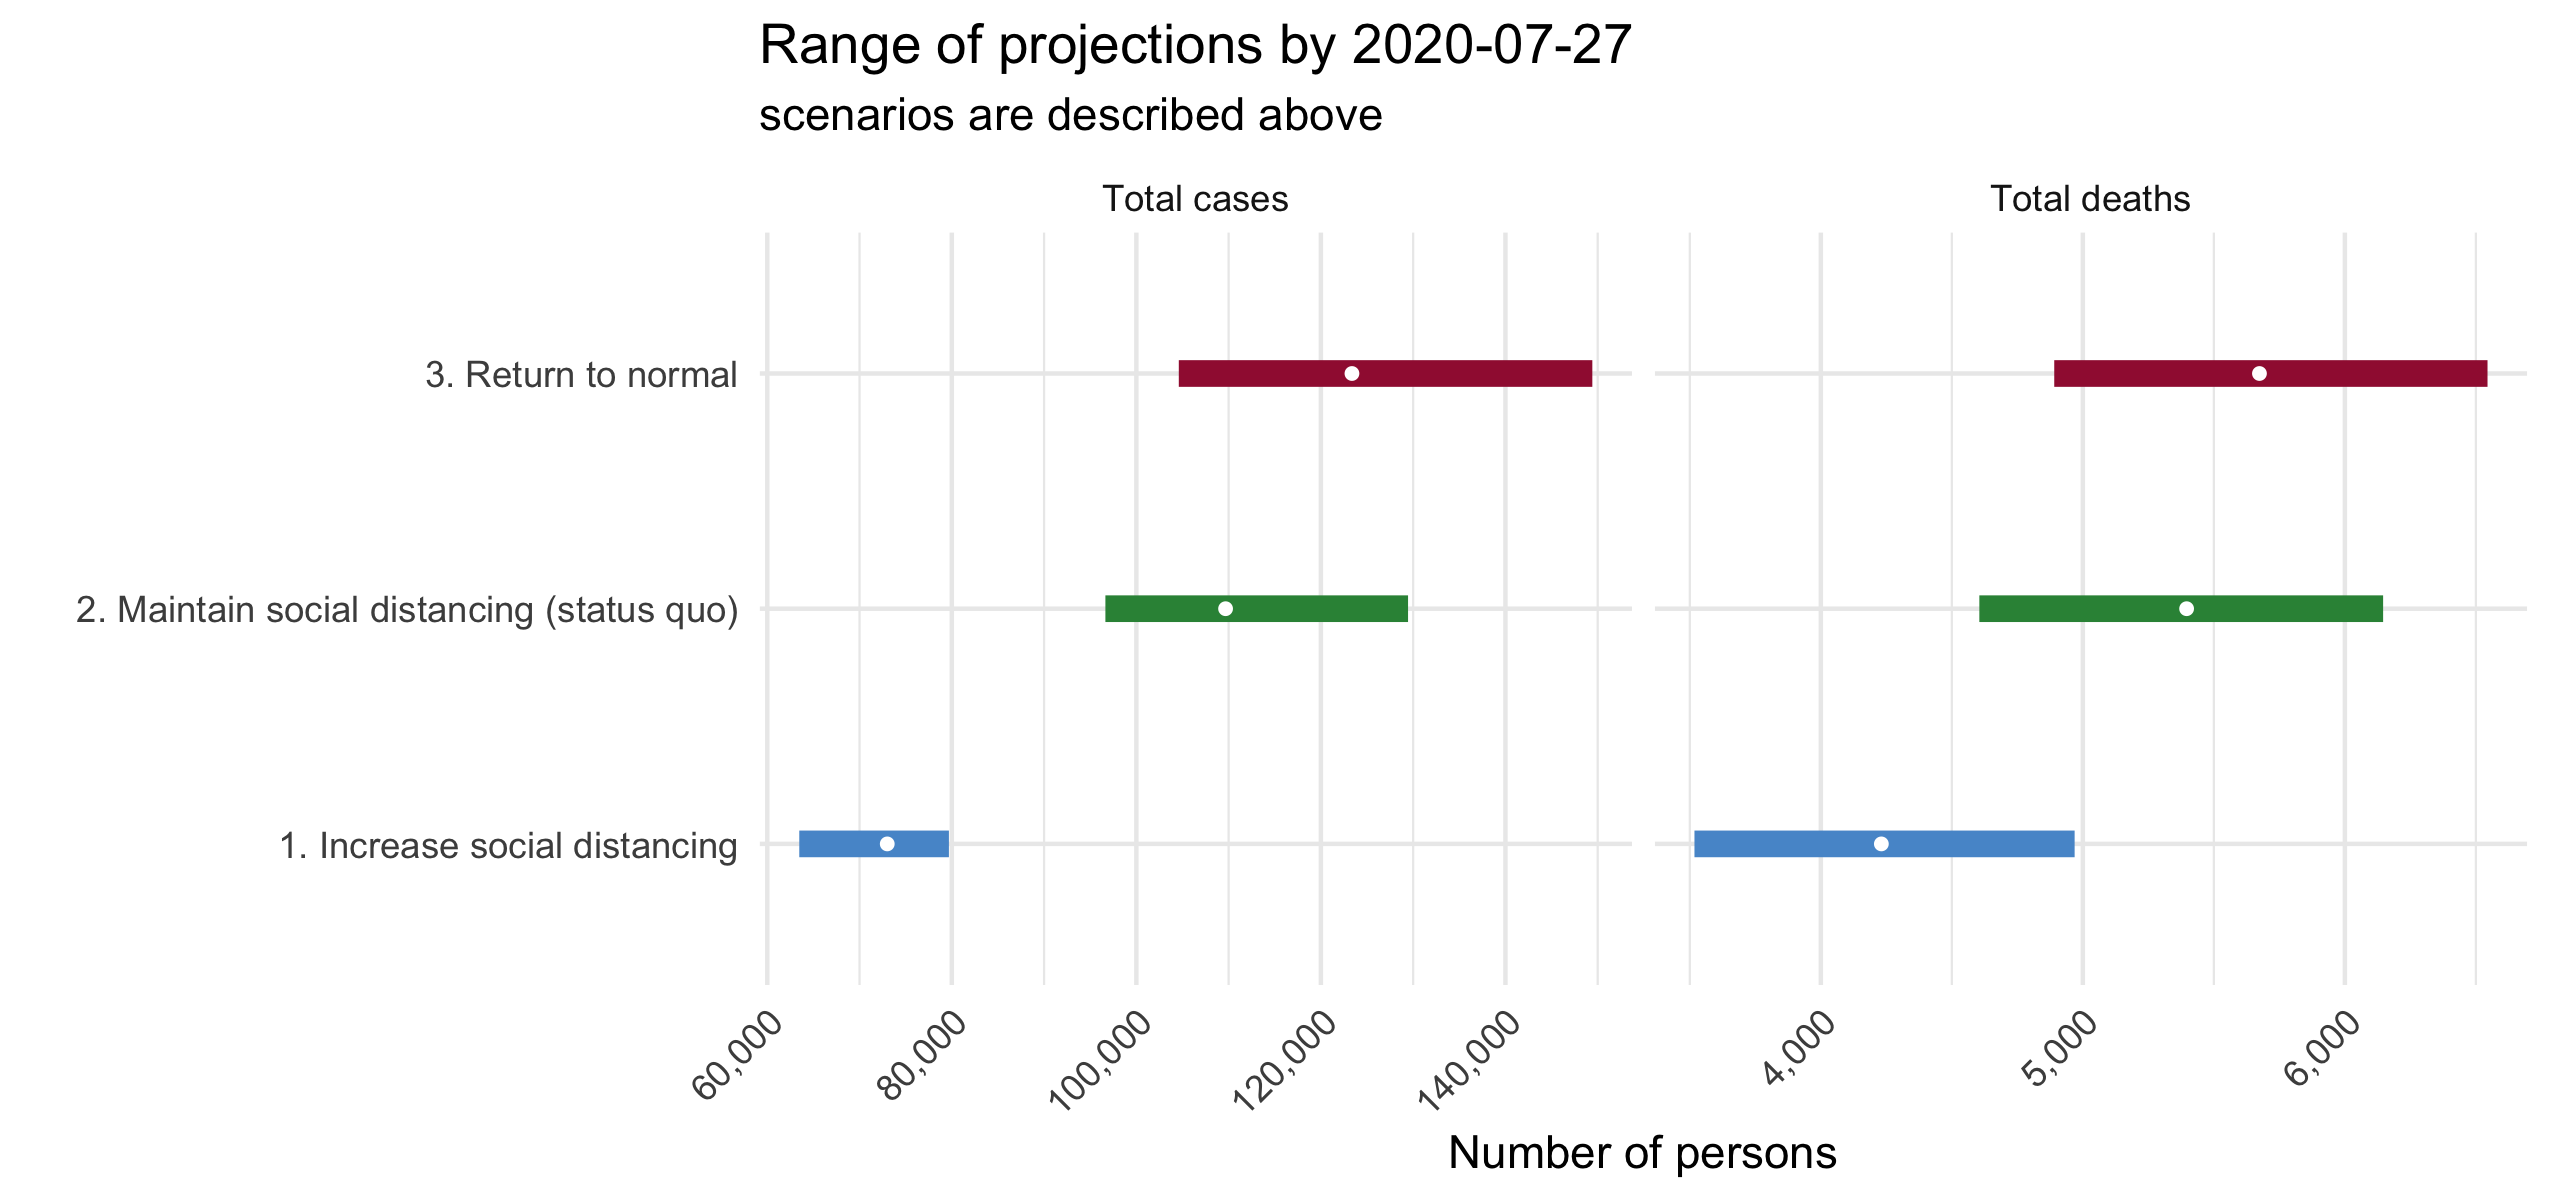 Range of projections by 2020-07-27
scenarios are described above
Total cases
Total deaths
3. Return to normal
2. Maintain social distancing (status quo)
1. Increase social distancing
60,000
80,000
100,000
120,000
140,000
4,000
5,000
6,000
Number of persons